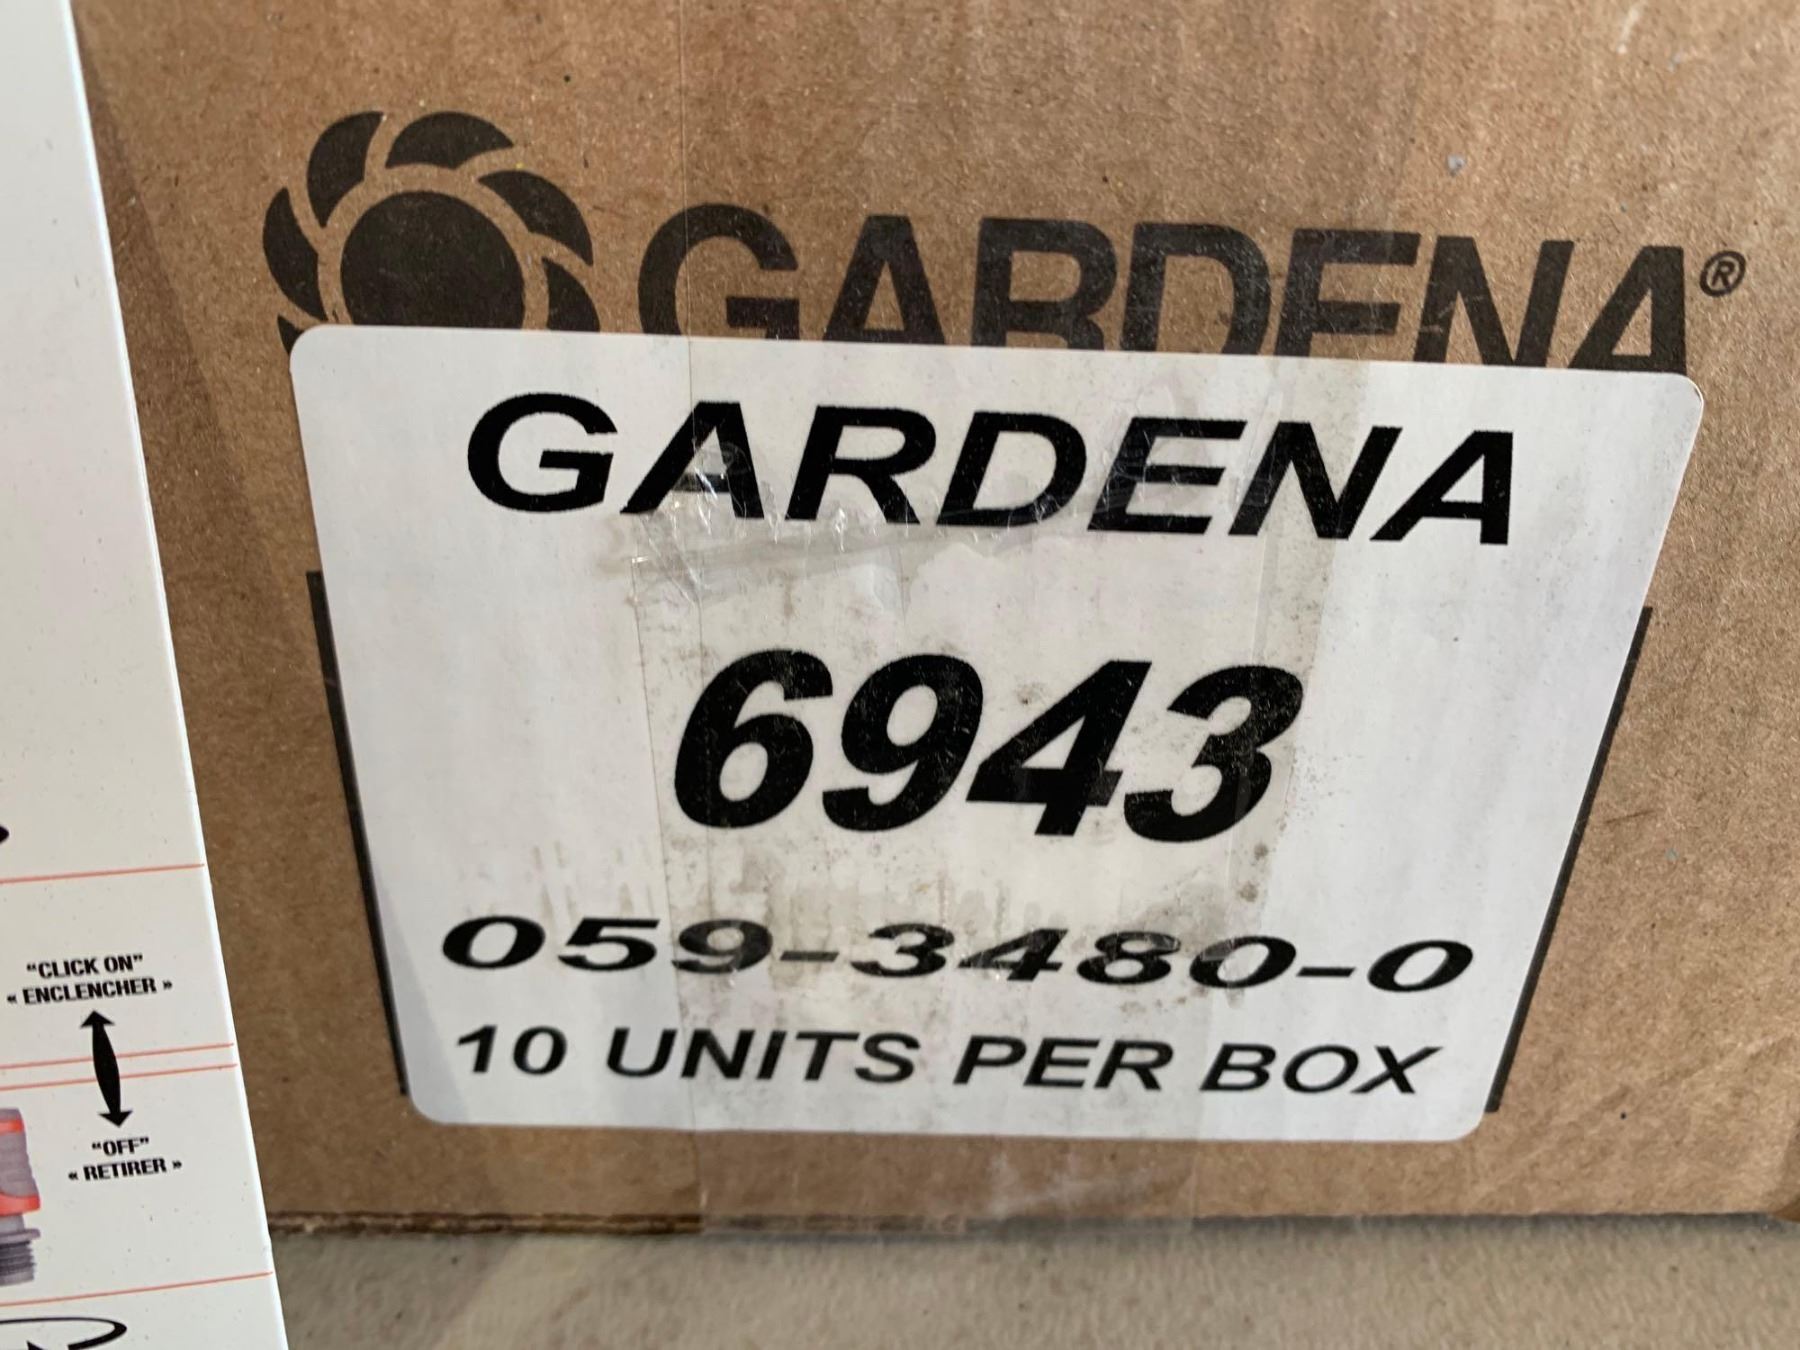 GARDENA®
GARDENA
6943
059-3480-0
10 UNITS PER BOX
"CLICK ON"
« ENCLENCHER »
"OFF"
« RETIRER »